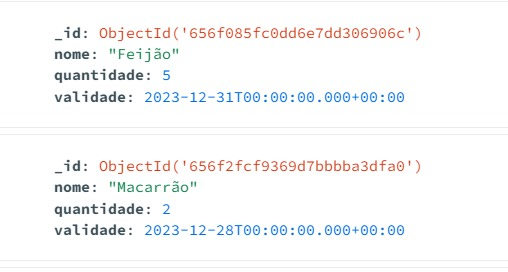 _id: ObjectId('656f085fc0dd6e7dd306906c')
nome: "Feijão"
quantidade: 5
validade: 2023-12-31T00:00:00.000+00:00
_id: ObjectId('656f2fcf9369d7bbbba3dfa0')
nome: "Macarrão"
quantidade: 2
validade: 2023-12-28T00:00:00.000+00:00